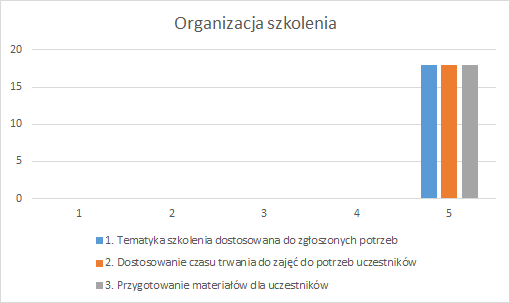 Organizacja szkolenia
20
15
10
5
0
1 2 3 4 5
1. Tematyka szkolenia dostosowana do zgłoszonych potrzeb
2. Dostosowanie czasu trwania do zajęć do potrzeb uczestników
3. Przygotowanie materiałów dla uczestników